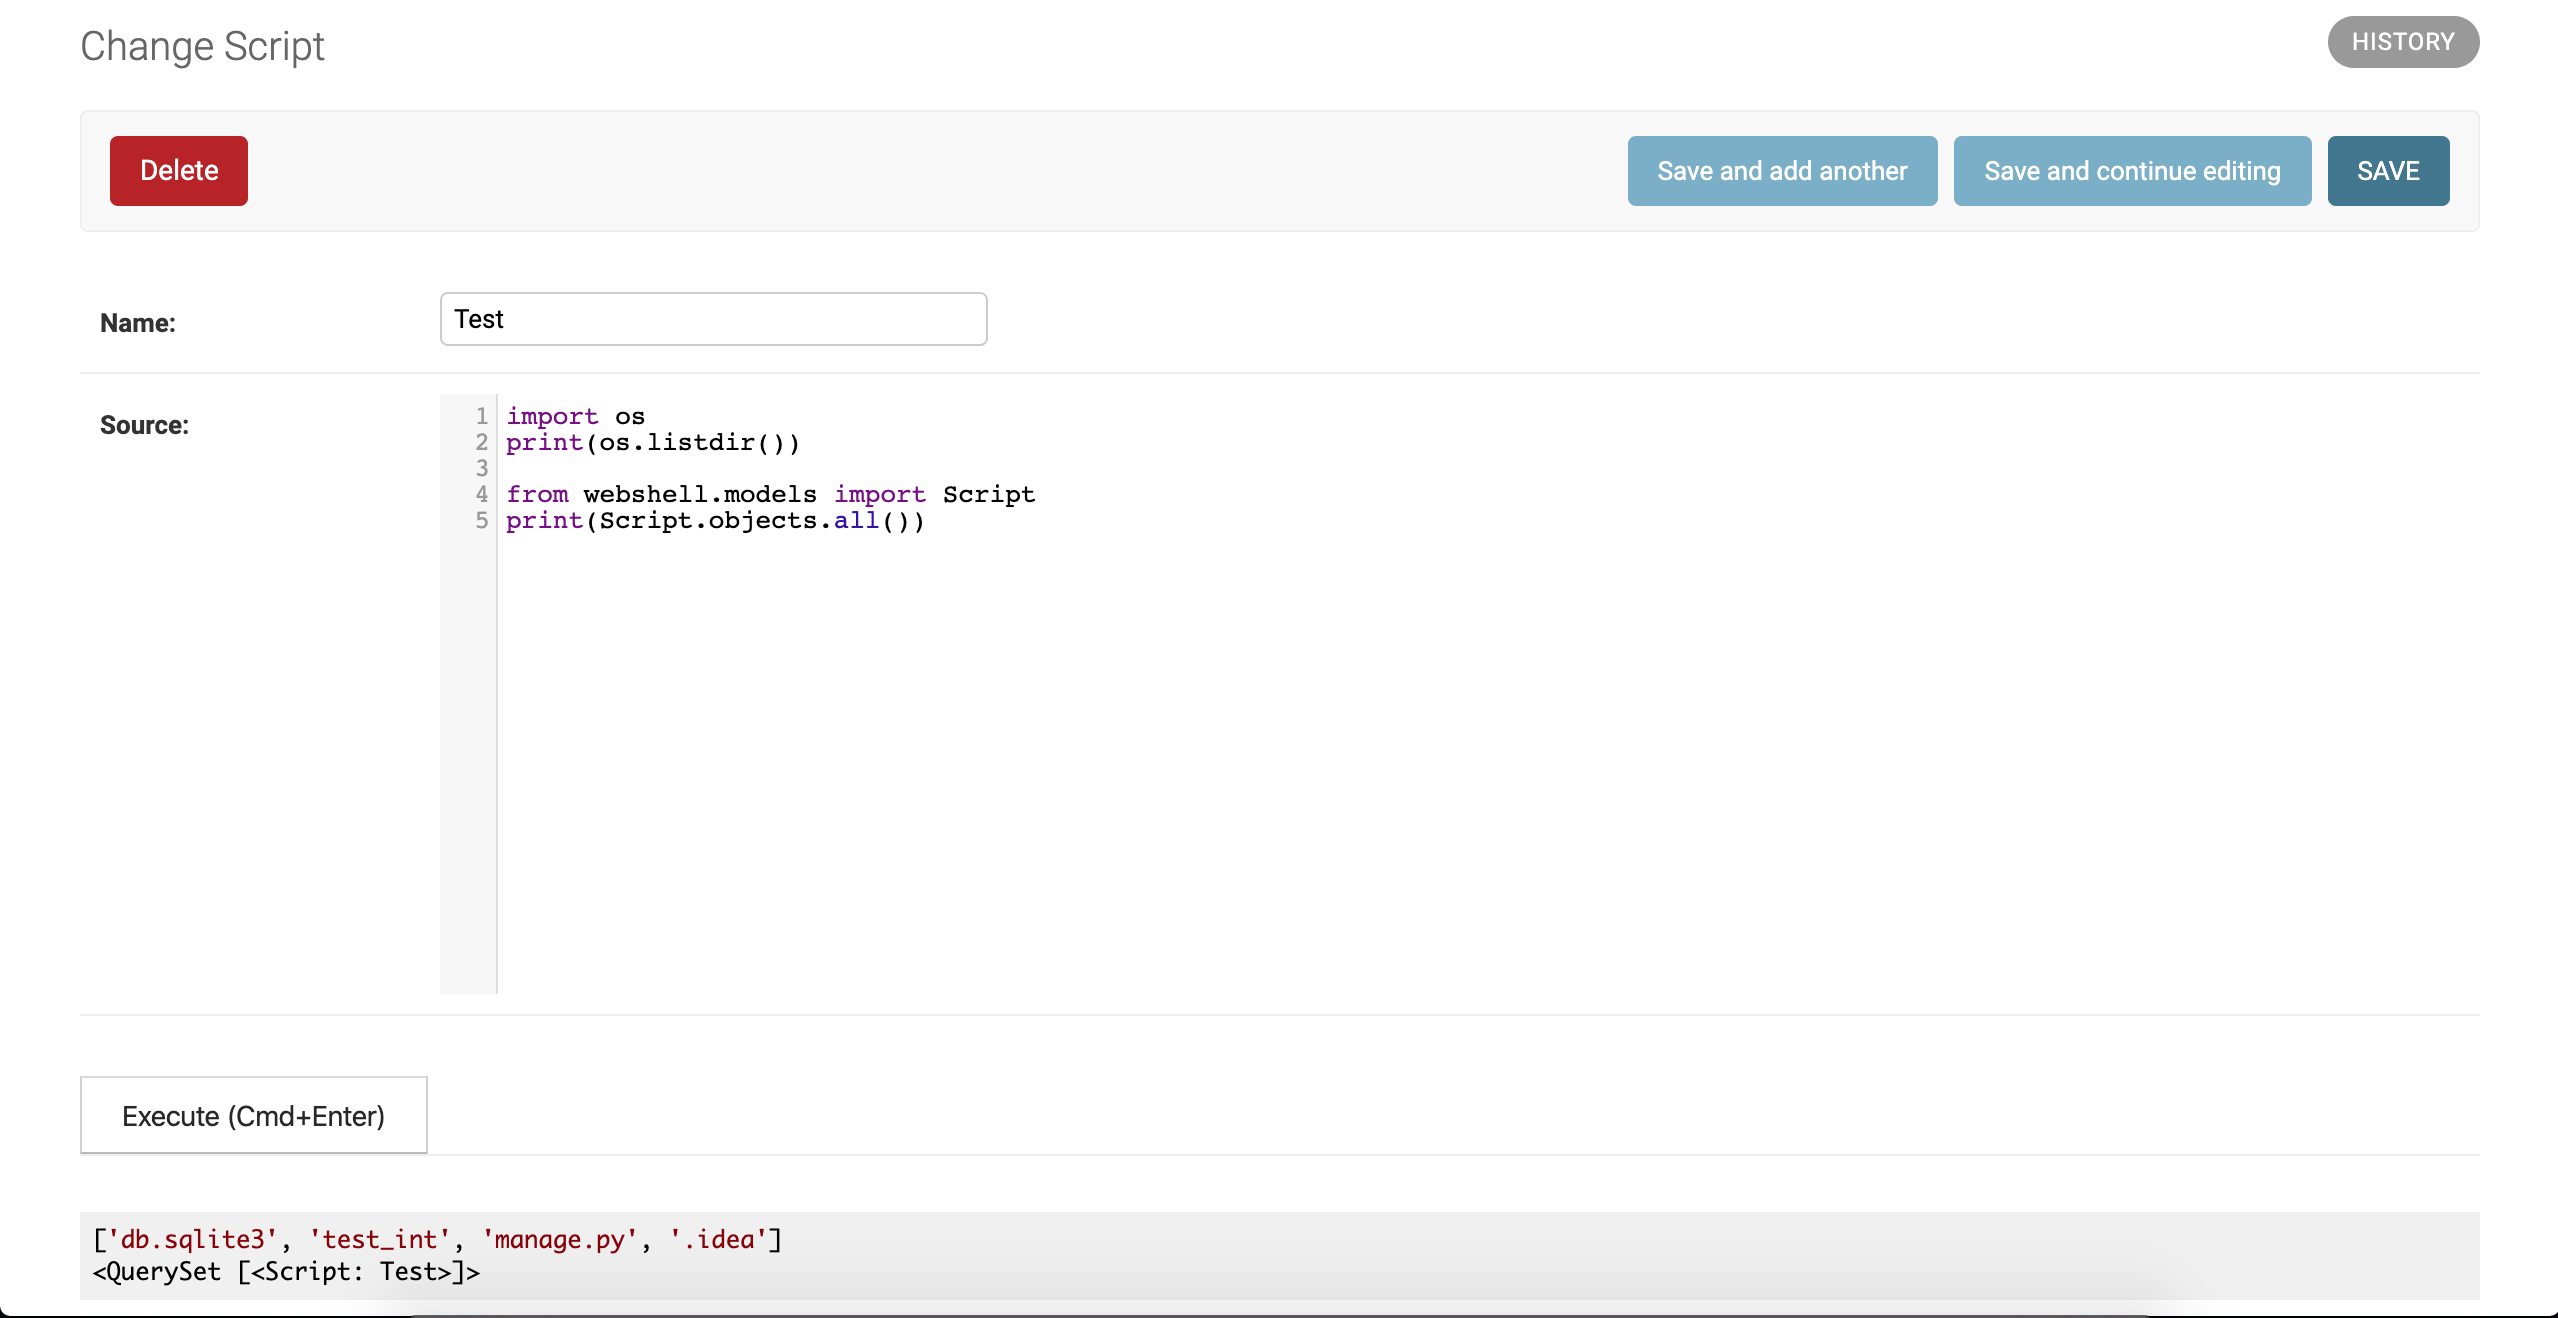 Change Script
HISTORY
Delete
Save and add another
Save and continue editing
SAVE
Name:
Test
Source:
1 import os
2 print(os.listdir())
3
4 from webshell.models import Script
5 print(Script.objects.all())
Execute (Cmd+Enter)
['db.sqlite3', 'test_int', 'manage.py', '.idea']
<QuerySet [<Script: Test>]>